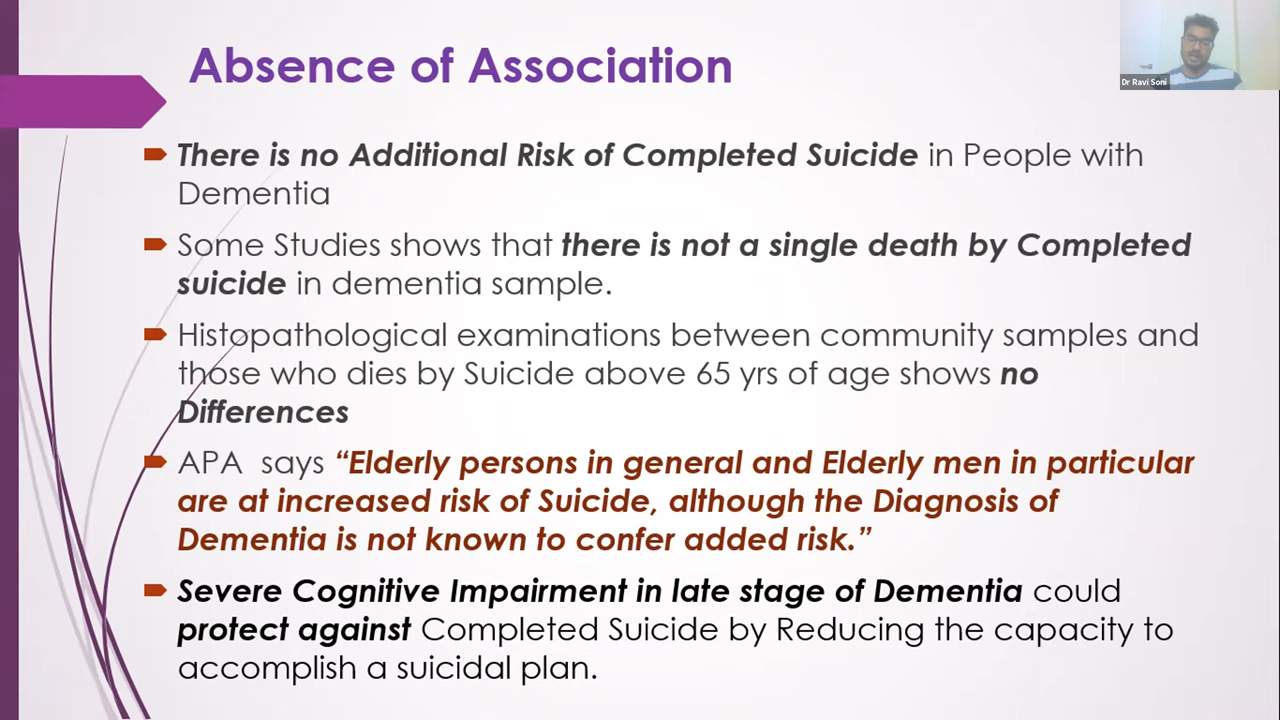 Absence of Association
Dr Ravi Soni
There is no Additional Risk of Completed Suicide in People with
Dementia
Some Studies shows that there is not a single death by Completed
suicide in dementia sample.
Histopathological examinations between community samples and
those who dies by Suicide above 65 yrs of age shows no
Differences
APA says “Elderly persons in general and Elderly men in particular
are at increased risk of Suicide, although the Diagnosis of
Dementia is not known to confer added risk.”
Severe Cognitive Impairment in late stage of Dementia could
protect against Completed Suicide by Reducing the capacity to
accomplish a suicidal plan.